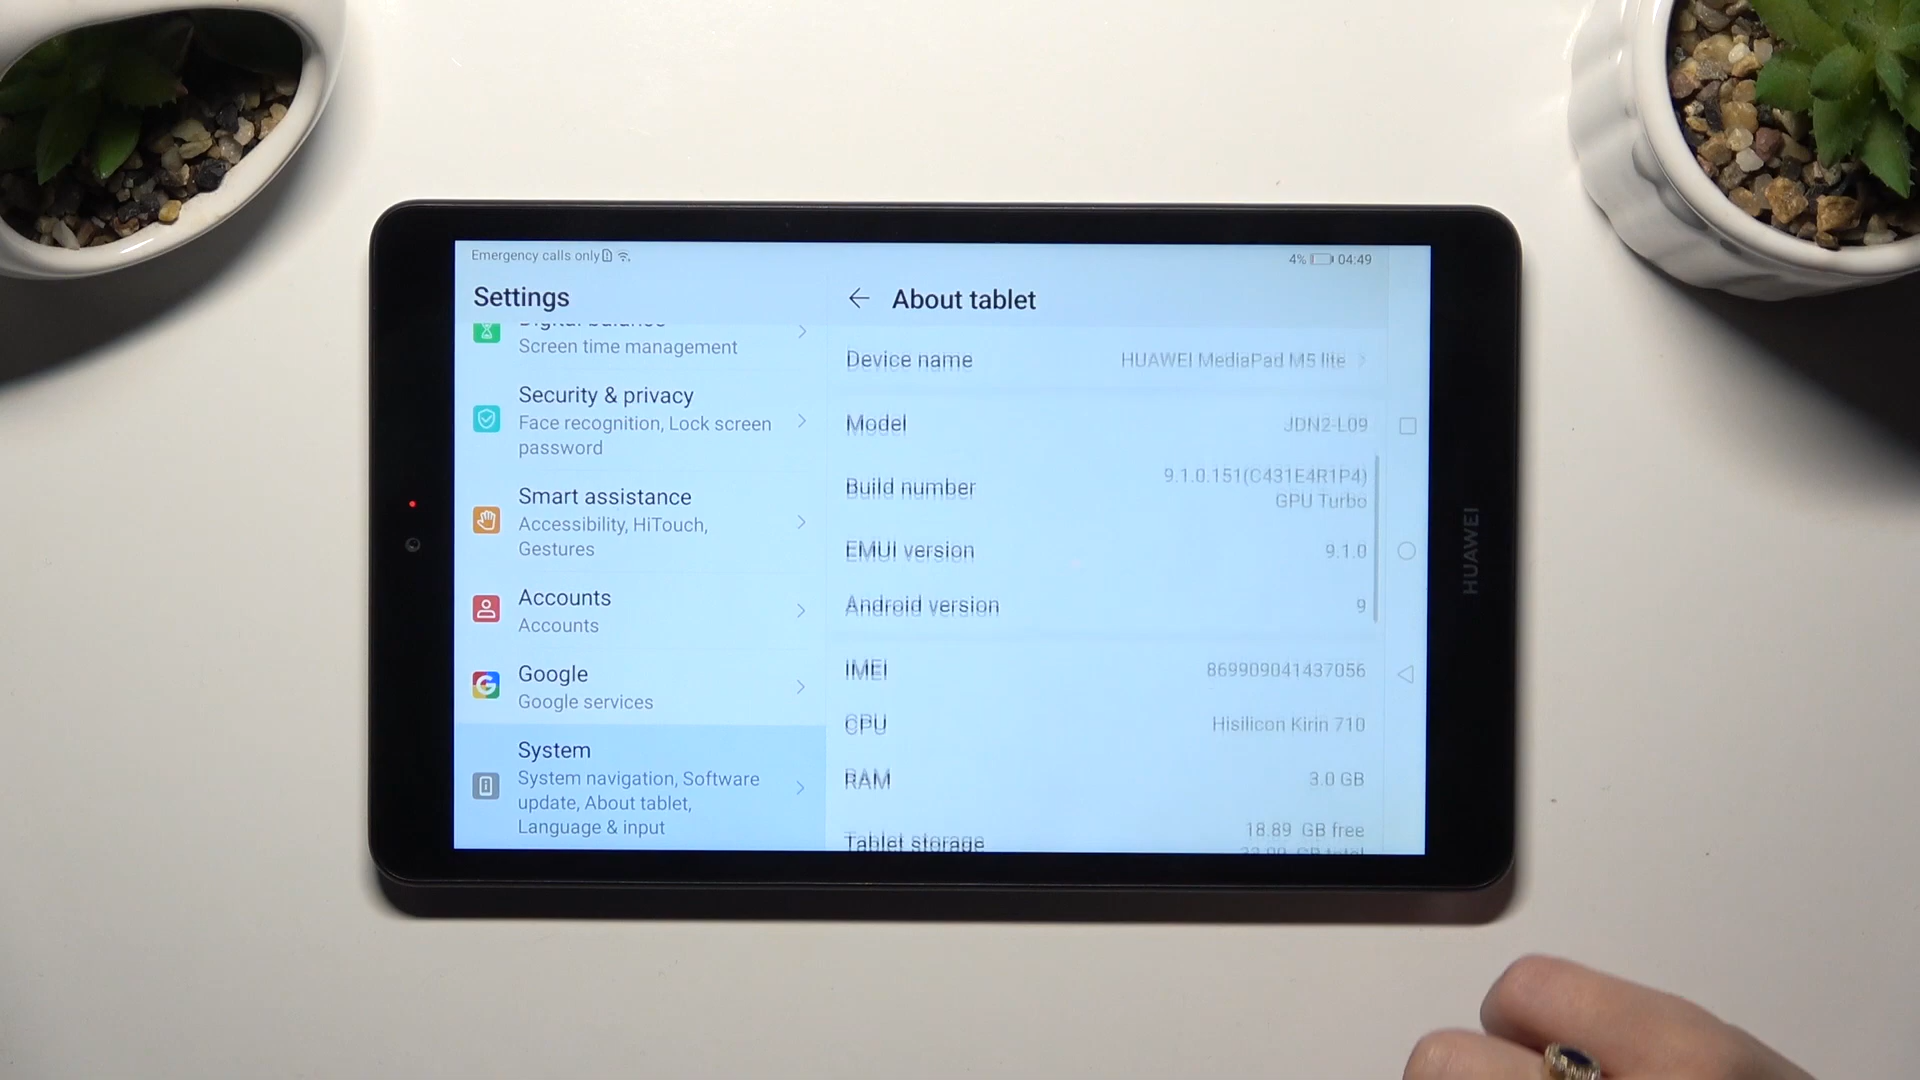 Emergency calls only
4% 04:49
Settings
Digital balance
Screen time management
Security & privacy
Face recognition, Lock screen
password
Smart assistance
Accessibility, HiTouch,
Gestures
Accounts
Accounts
Google
Google services
System
System navigation, Software
update, About tablet,
Language & input
About tablet
Device name HUAWEI MediaPad M5 lite
Model JDN2-L09
Build number 9.1.0.151(C431E4R1P4)
GPU Turbo
EMUI version 9.1.0
Android version 9
IMEI 869909041437056
CPU Hisilicon Kirin 710
RAM 3.0 GB
Tablet storage 18.89 GB free
GB total
HUAWEI